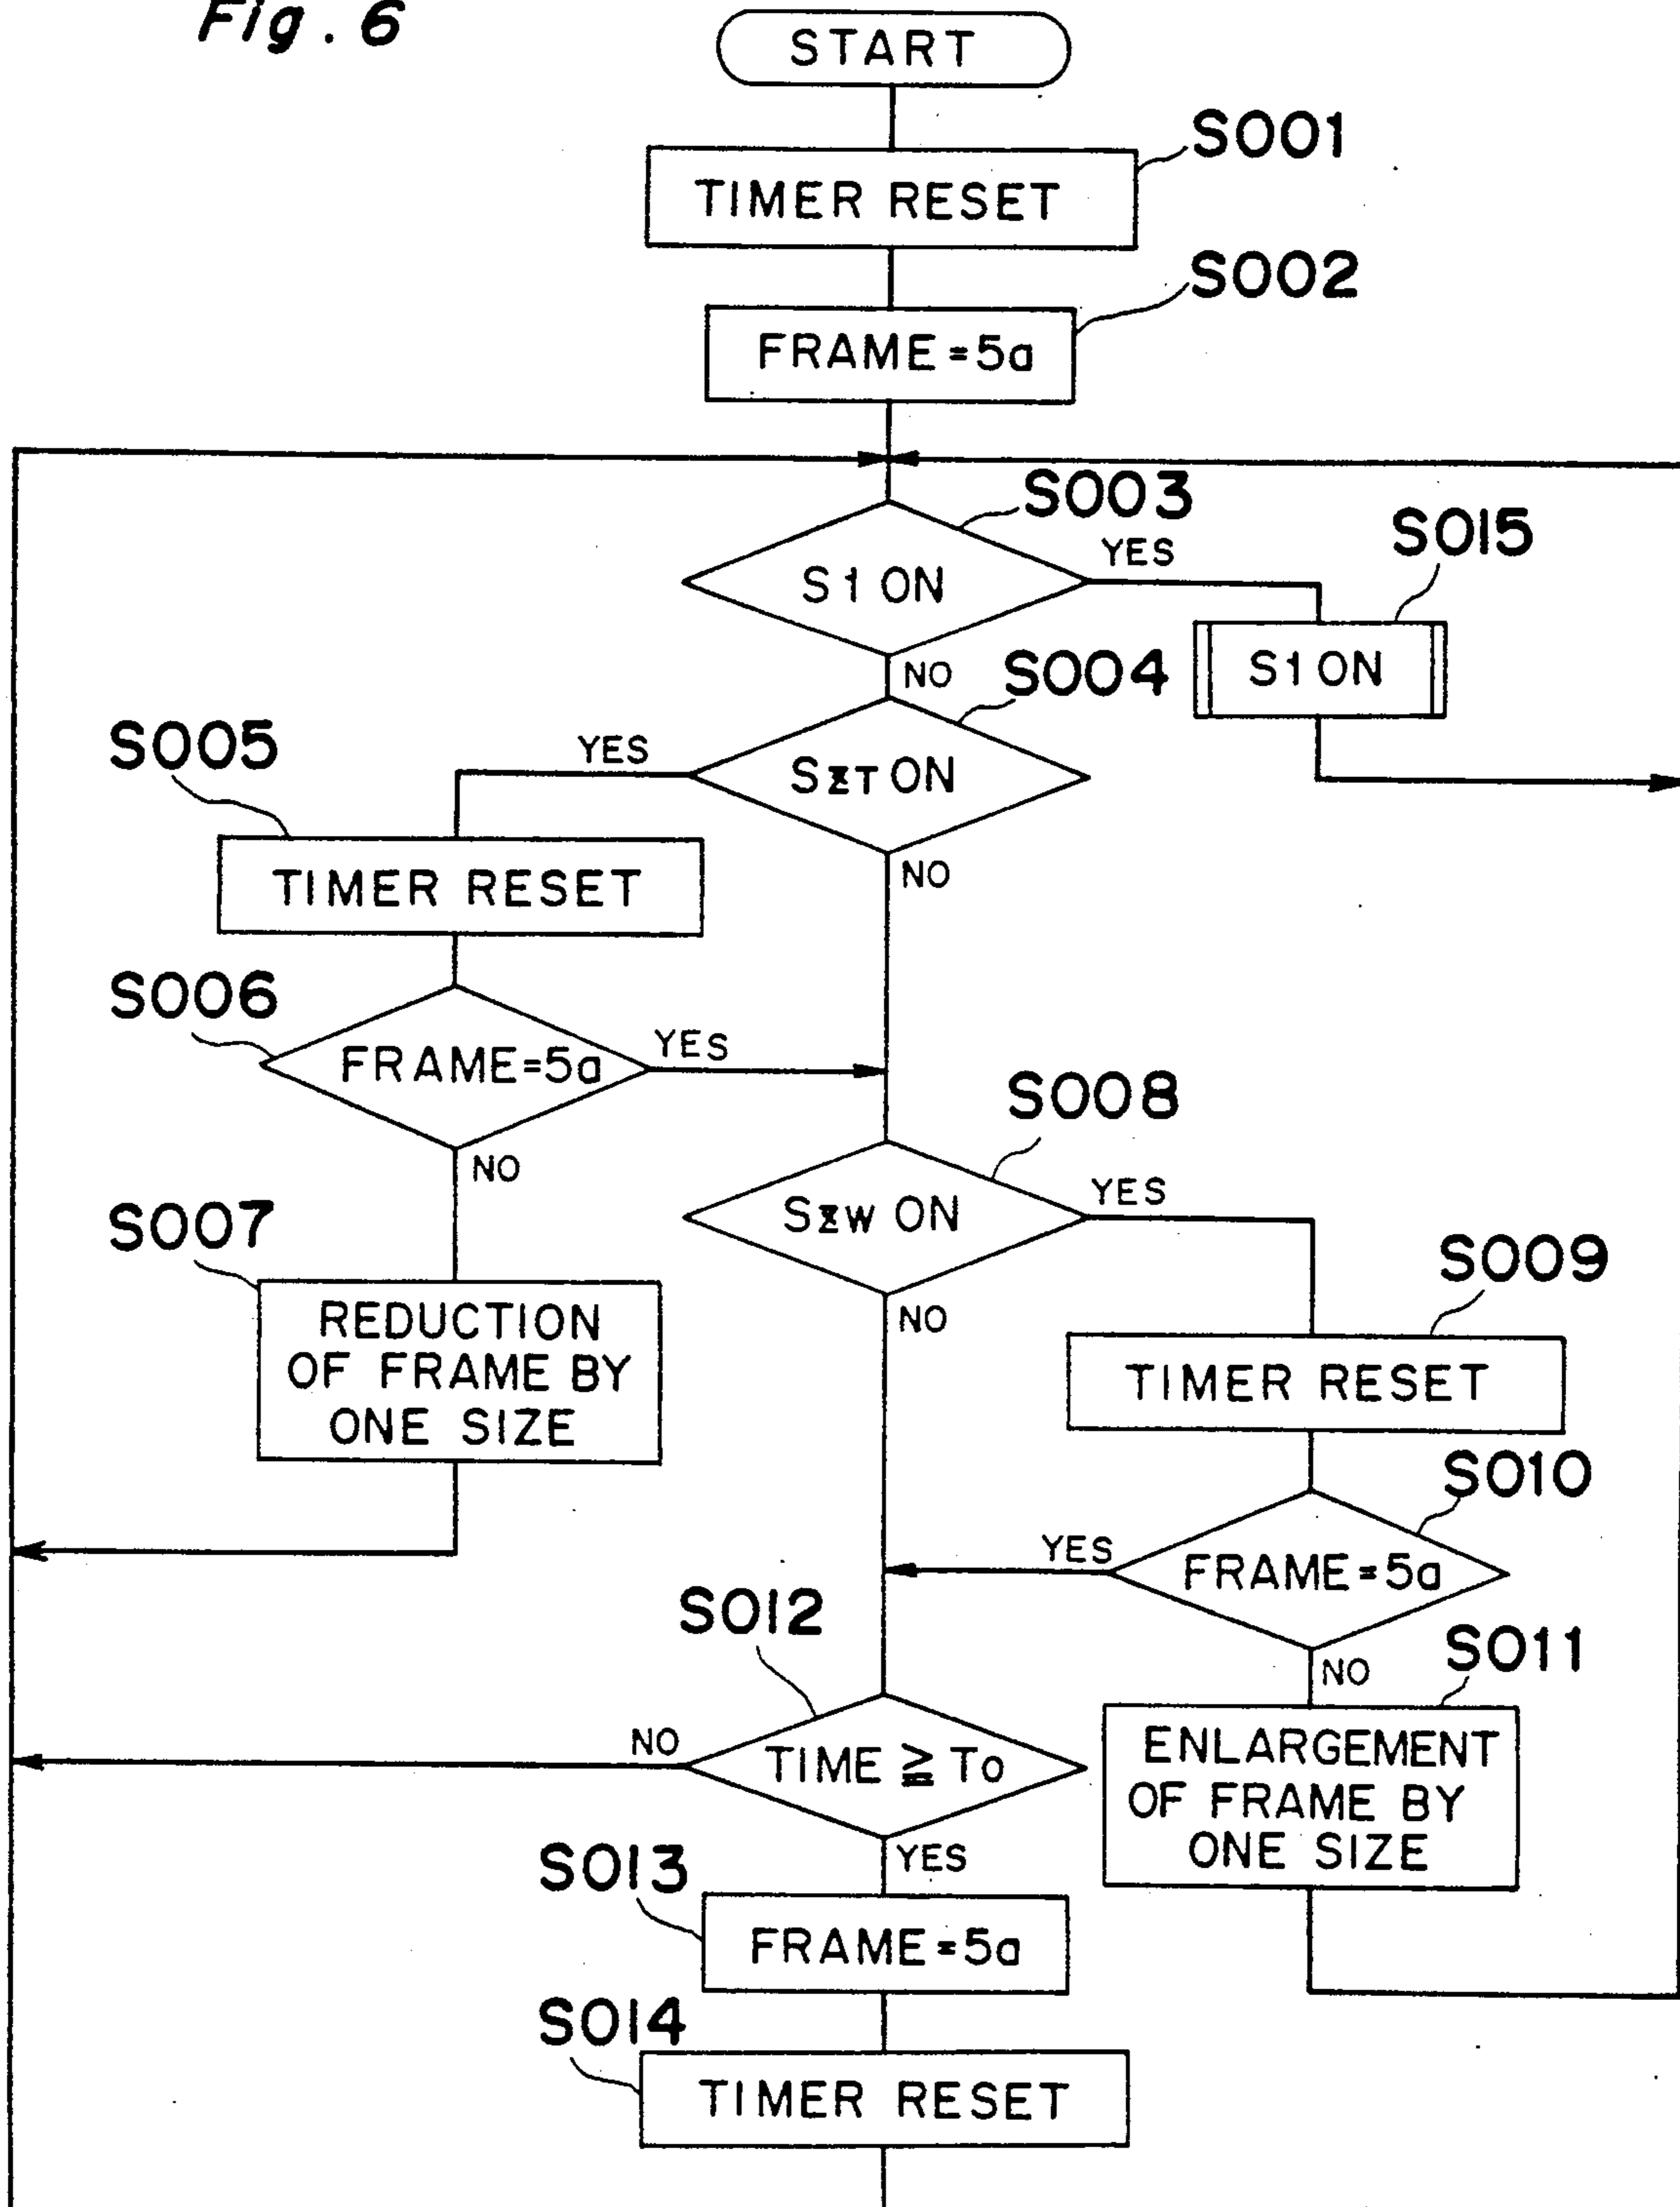 Fig. 6
START
S001
TIMER RESET
S002
FRAME=5a
S003
S1 ON
YES
NO
S015
S1 ON
S004
SZT ON
YES
NO
S005
TIMER RESET
S006
FRAME=5a
YES
NO
S007
REDUCTION
OF FRAME BY
ONE SIZE
S008
SZW ON
YES
NO
S009
TIMER RESET
S010
FRAME=5a
YES
NO
S011
ENLARGEMENT
OF FRAME BY
ONE SIZE
S012
TIME ≧ To
NO
YES
S013
FRAME=5a
S014
TIMER RESET